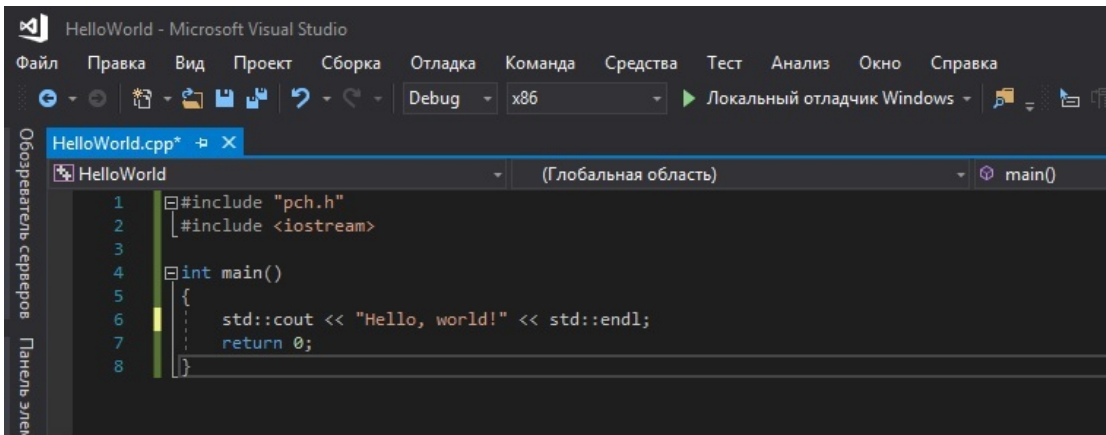 HelloWorld - Microsoft Visual Studio
Файл Правка Вид Проект Сборка Отладка Команда Средства Тест Анализ Окно Справка
Debug x86 Локальный отладчик Windows
HelloWorld.cpp*
HelloWorld (Глобальная область) main()
Обозреватель серверов
Панель
1 #include "pch.h"
2 #include <iostream>
3
4 int main()
5 {
6 std::cout << "Hello, world!" << std::endl;
7 return 0;
8 }